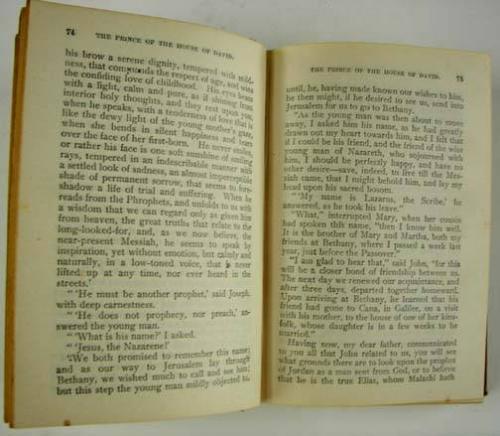 74 THE PRINCE OF THE HOUSE OF DAVID.
his brow a serene dignity, tempered with mild-
ness, that commands the respect of age, and wins
the confiding love of childhood. His eyes beam
with a light, calm and pure, as if shining from
interior holy thoughts, and they rest upon you,
when he speaks, with a tenderness of love that is
like the dewy light of the young mother's gaze,
when she bends in silent happiness and tears
over the face of her first-born. He never smiles,
or rather his face is one soft sunshine of smiling
rays, tempered in an indescribable manner with
a settled look of sadness, an almost imperceptible
shade of permanent sorrow, that seems to fore-
shadow a life of trial and suffering. When he
reads from the Phrophets, and unfolds to us with
a wisdom that we can regard only as given him
from heaven, the great truths that relate to the
long-looked-for, and, as we now believe, the
near-present Messiah, he seems to speak by
inspiration, yet without emotion, but calmly and
naturally, in a low-toned voice, that is now
lifted up at any time, nor ever heard in the
streets.'
"'He must be another prophet,' said Joseph,
with deep earnestness.
"'He does not prophecy, nor preach,' an-
swered the young man.
"'What is his name?' I asked.
"'Jesus, the Nazarene!'
"We both promised to remember this name;
and as our way to Jerusalem lay through
Bethany, we wished much to call and see him;
but this step the young man mildly objected to,
THE PRINCE OF THE HOUSE OF DAVID. 75
until, he, having made known our wishes to him,
he then might, if he desired to see us, send into
Jerusalem for us to go to Bethany.
"As the young man was then about to move
away, I asked him his name, as he had greatly
drawn out my heart towards him, and I felt that
if I could be his friend, and the friend of the wise
young man of Nazareth, who sojourned with
him, I should be perfectly happy, and have no
other desire—save, indeed, to live till the Mes-
siah came, that I might behold him, and lay my
head upon his sacred bosom.
"'My name is Lazarus, the Scribe,' he
answered, as he took his leave."
"What," interrupted Mary, when her cousin
had spoken this name, "then I know him well.
It is the brother of Mary and Martha, both my
friends at Bethany, where I passed a week last
year, just before the Passover."
"I am glad to hear that," said John, "for this
will be a closer bond of friendship between us.
The next day we renewed our acquaintance, and
after three days, departed together homeward.
Upon arriving at Bethany, he learned that his
friend had gone to Cana, in Galilee, on a visit
with his mother, to the house of one of her kins-
folk, whose daughter is in a few weeks to be
married."
Having now, my dear father, communicated
to you all that John related to us, you will see
what grounds there are to look upon the prophet
of Jordan as a man sent from God, or to believe
that he is the true Elias, whom Malachi hath